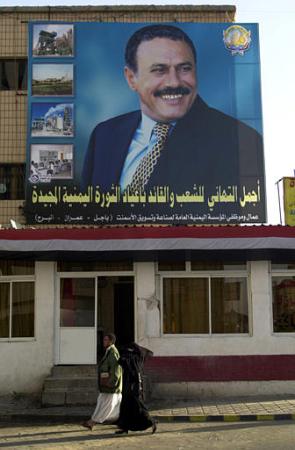 أجمل التهاني للشعب والقائد بأعياد الثورة اليمنية المجيدة
عمال وموظفي المؤسسة اليمنية العامة لصناعة وتسويق الأسمنت ( باجل - عمران - البرح )